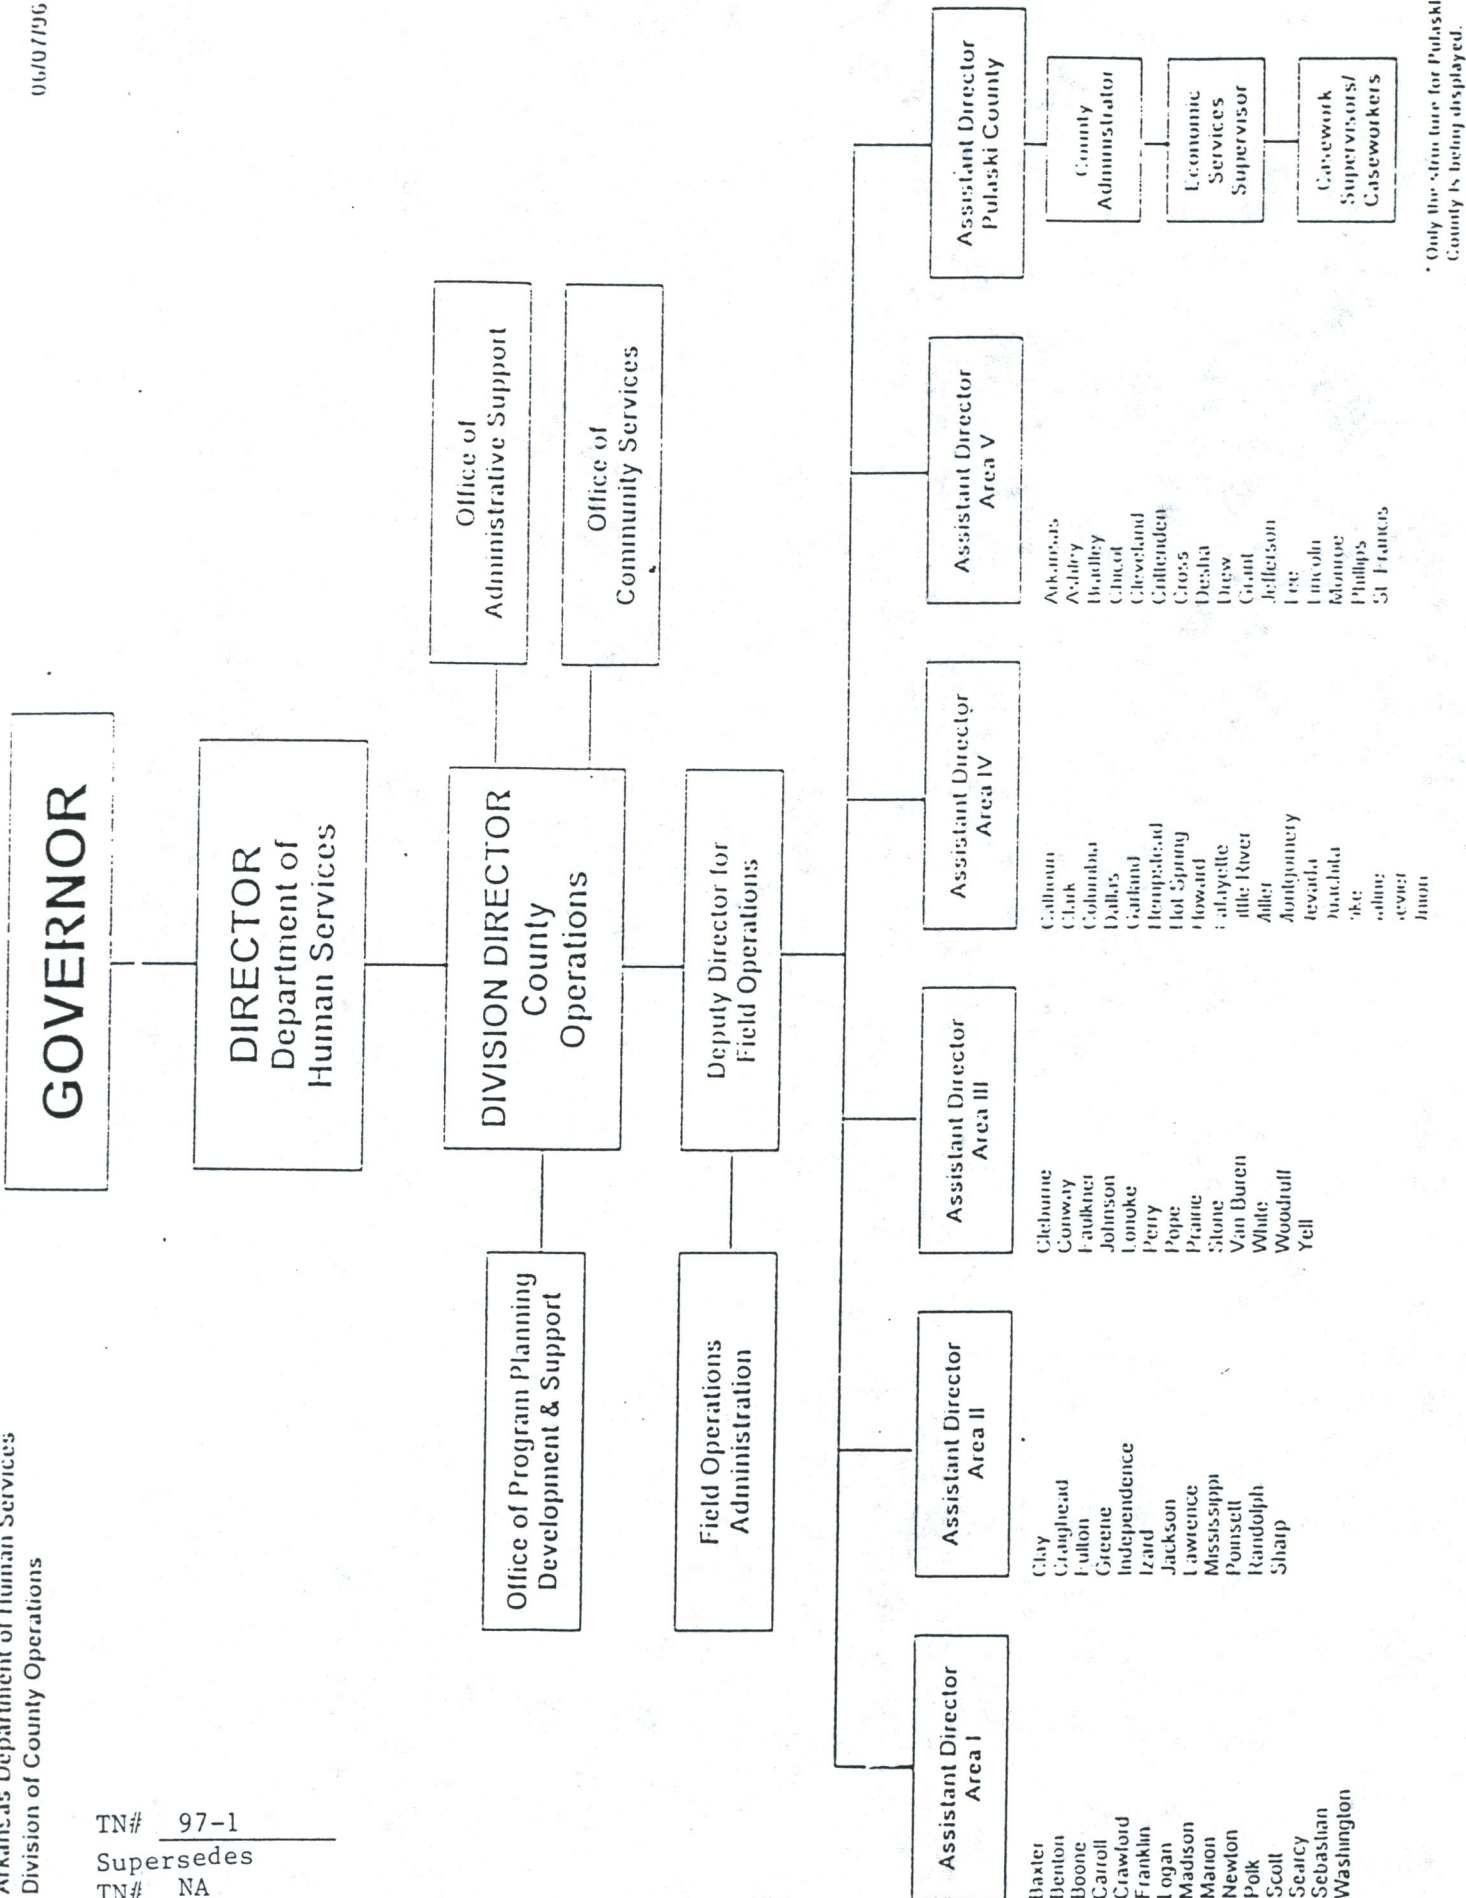 Arkansas Department of Human Services
Division of County Operations
06/07/96
TN# 97-1
Supersedes
TN# NA
GOVERNOR
DIRECTOR
Department of
Human Services
DIVISION DIRECTOR
County
Operations
Office of
Administrative Support
Office of
Community Services
Office of Program Planning
Development & Support
Deputy Director for
Field Operations
Field Operations
Administration
Assistant Director
Area I
Baxter
Benton
Boone
Carroll
Crawford
Franklin
Logan
Madison
Marion
Newton
Polk
Scott
Searcy
Sebastian
Washington
Assistant Director
Area II
Clay
Craighead
Fulton
Greene
Independence
Izard
Jackson
Lawrence
Mississippi
Poinsett
Randolph
Sharp
Assistant Director
Area III
Cleburne
Conway
Faulkner
Johnson
Lonoke
Perry
Pope
Prairie
Stone
Van Buren
White
Woodruff
Yell
Assistant Director
Area IV
Calhoun
Clark
Columbia
Dallas
Garland
Hempstead
Hot Spring
Howard
Lafayette
Little River
Miller
Montgomery
Nevada
Ouachita
Assistant Director
Area V
Arkansas
Ashley
Bradley
Chicot
Cleveland
Crittenden
Cross
Desha
Drew
Grant
Jefferson
Lee
Lincoln
Monroe
Phillips
St Francis
Assistant Director
Pulaski County
County
Administrator
Economic
Services
Supervisor
Casework
Supervisors/
Caseworkers
* Only the structure for Pulaski
County is being displayed.